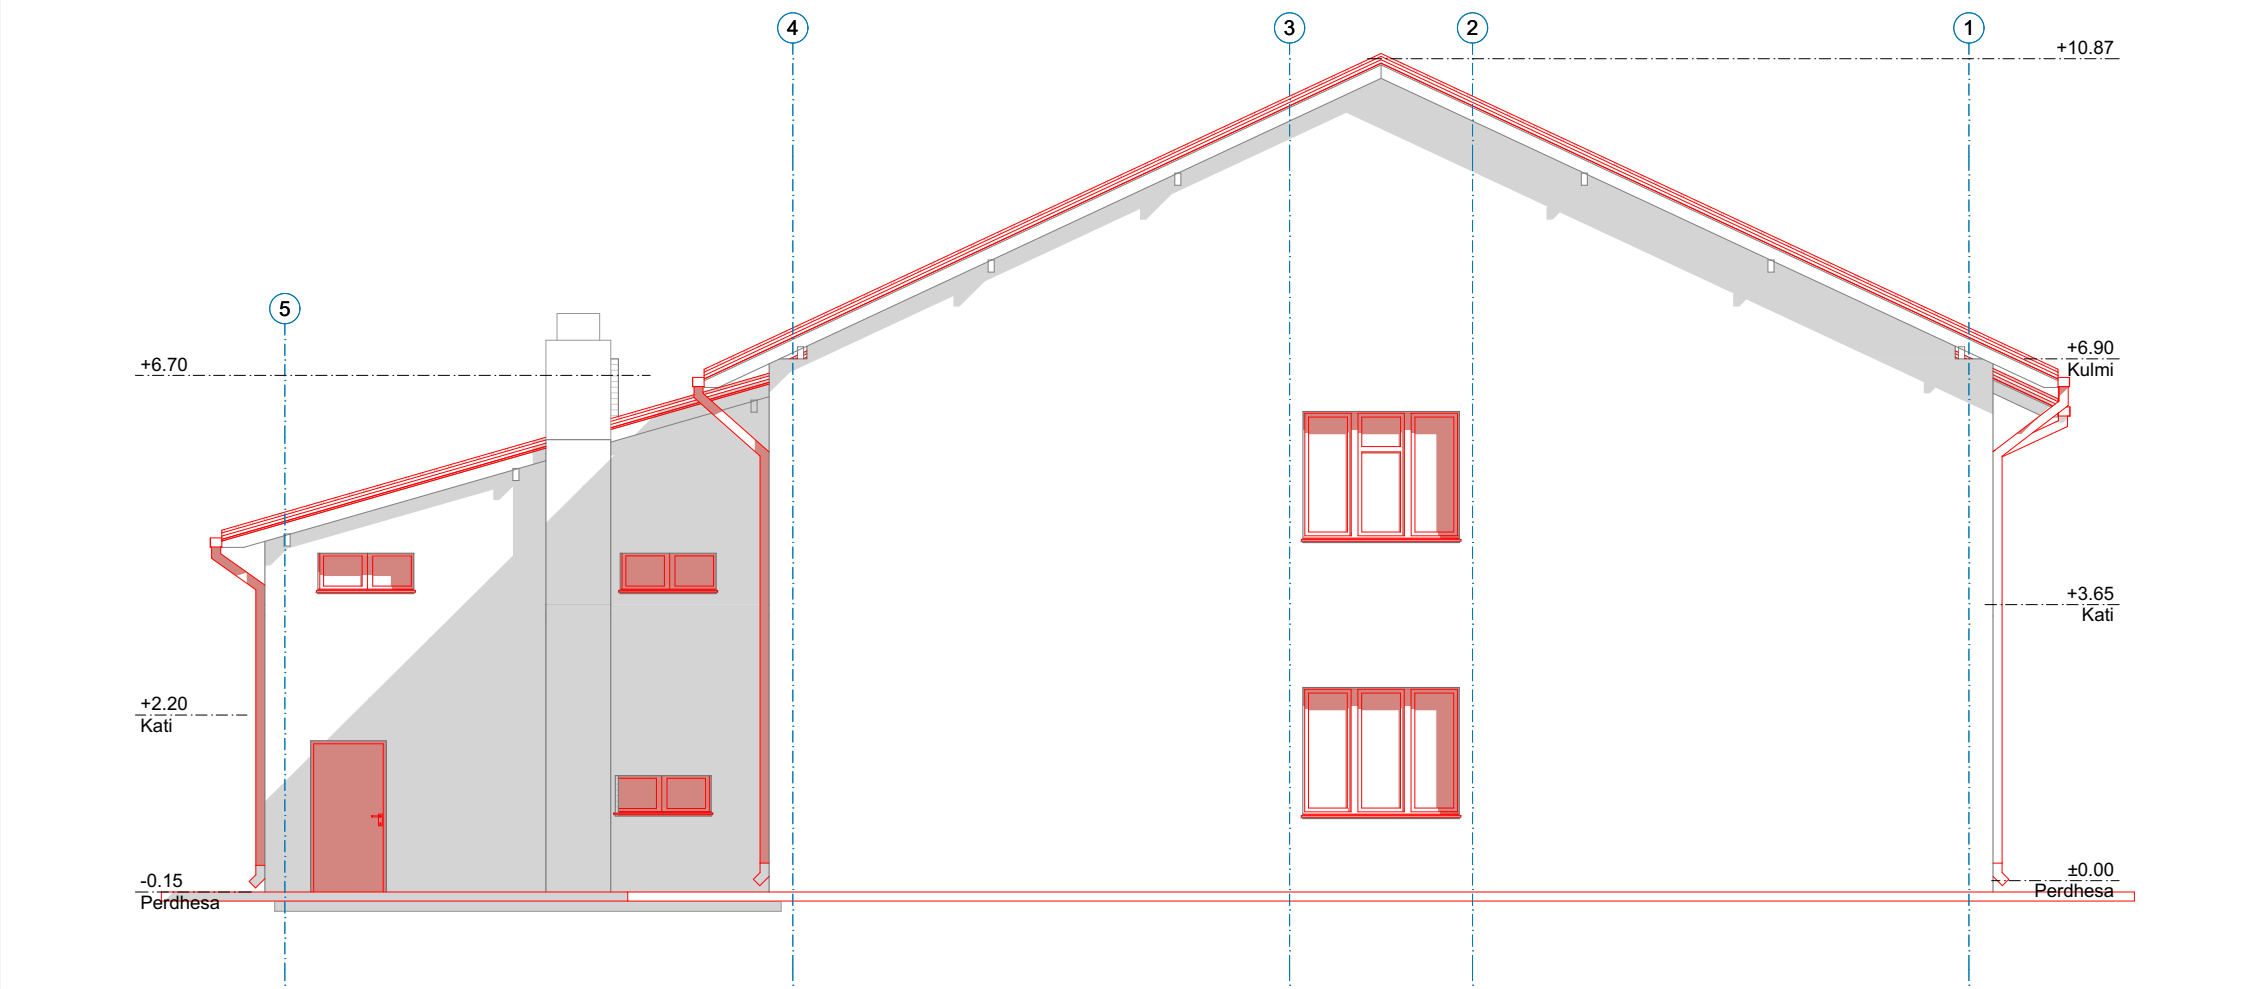 4
3
2
1
+10.87
5
+6.70
+6.90
Kulmi
+3.65
Kati
+2.20
Kati
-0.15
Perdhesa
±0.00
Perdhesa